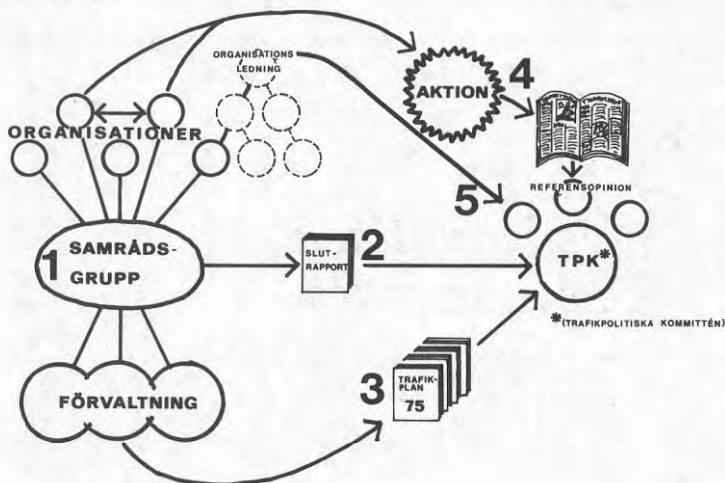 ORGANISATIONS
LEDNING
AKTION
4
ORGANISATIONER
5
REFERENSOPINION
1
SAMRÅDS-
GRUPP
SLUT-
RAPPORT
2
TPK*
*(TRAFIKPOLITISKA KOMMITTÉN)
3
TRAFIK-
PLAN
75
FÖRVALTNING